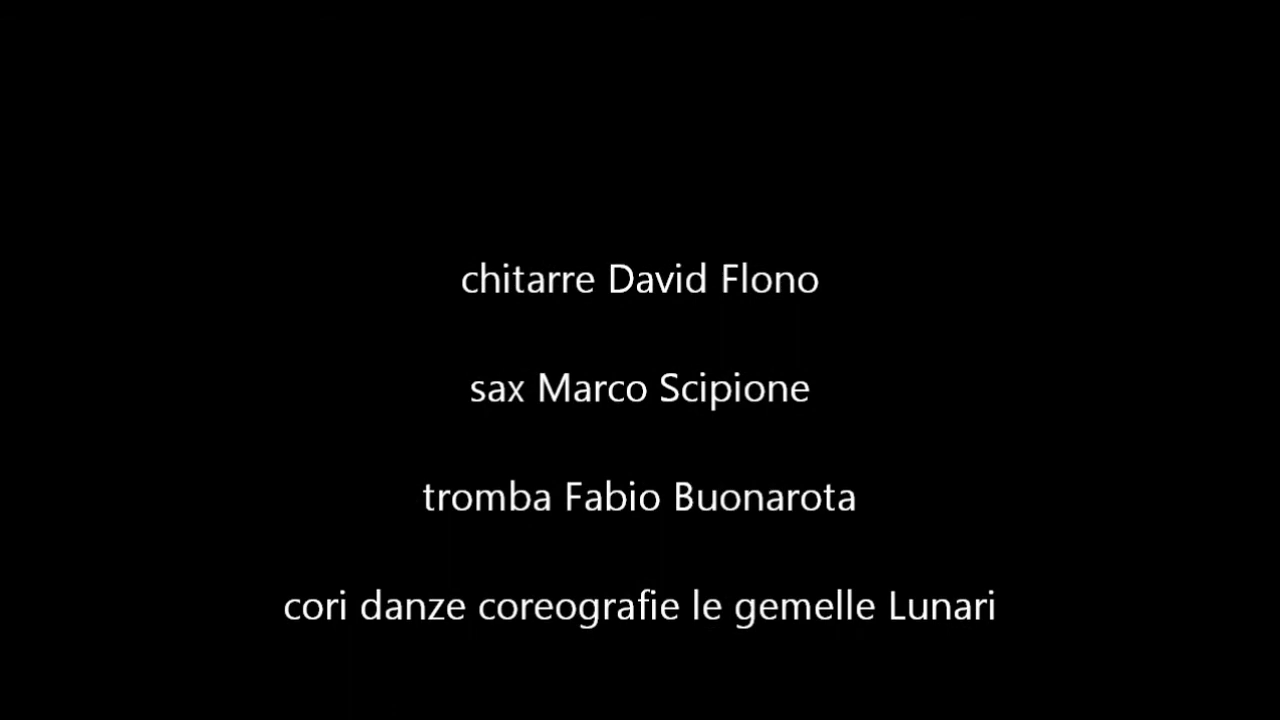 chitarre David Flono
sax Marco Scipione
tromba Fabio Buonarota
cori danze coreografie le gemelle Lunari